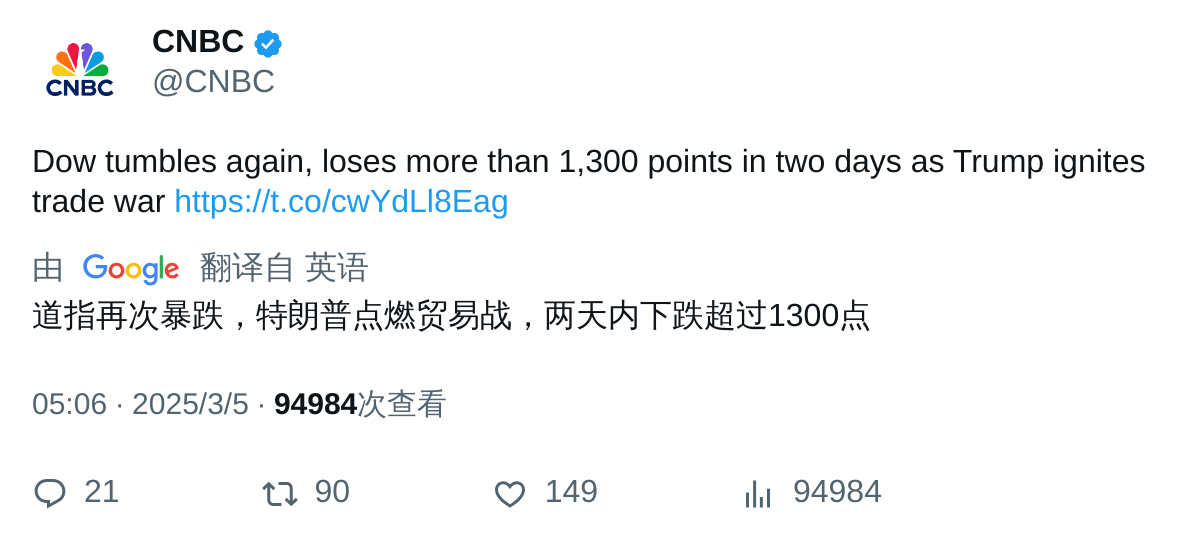 CNBC
CNBC
@CNBC
Dow tumbles again, loses more than 1,300 points in two days as Trump ignites
trade war https://t.co/cwYdLl8Eag
由 Google 翻译自 英语
道指再次暴跌，特朗普点燃贸易战，两天内下跌超过1300点
05:06 · 2025/3/5 · 94984次查看
21 90 149 94984